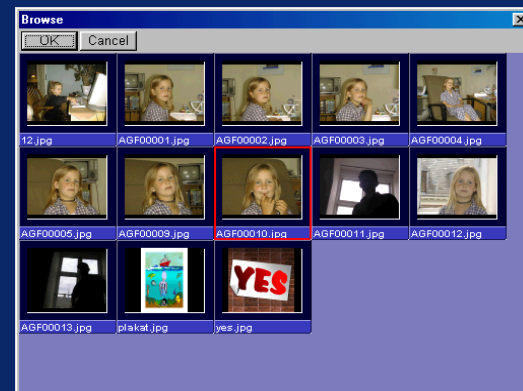 Browse
OK Cancel
12.jpg AGF00001.jpg AGF00002.jpg AGF00003.jpg AGF00004.jpg
AGF00005.jpg AGF00009.jpg AGF00010.jpg AGF00011.jpg AGF00012.jpg
YES
AGF00013.jpg plakat.jpg yes.jpg